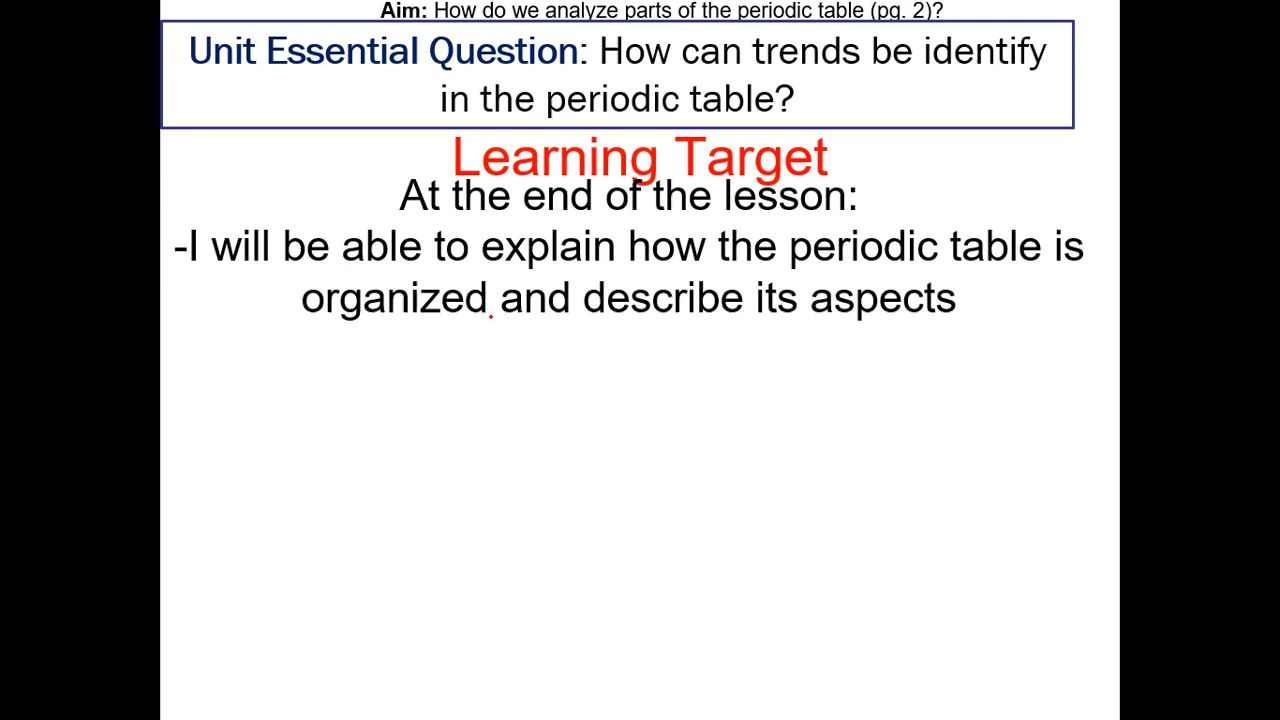 Aim: How do we analyze parts of the periodic table (pg. 2)?
Unit Essential Question: How can trends be identify
in the periodic table?
Learning Target
At the end of the lesson:
-I will be able to explain how the periodic table is
organized and describe its aspects